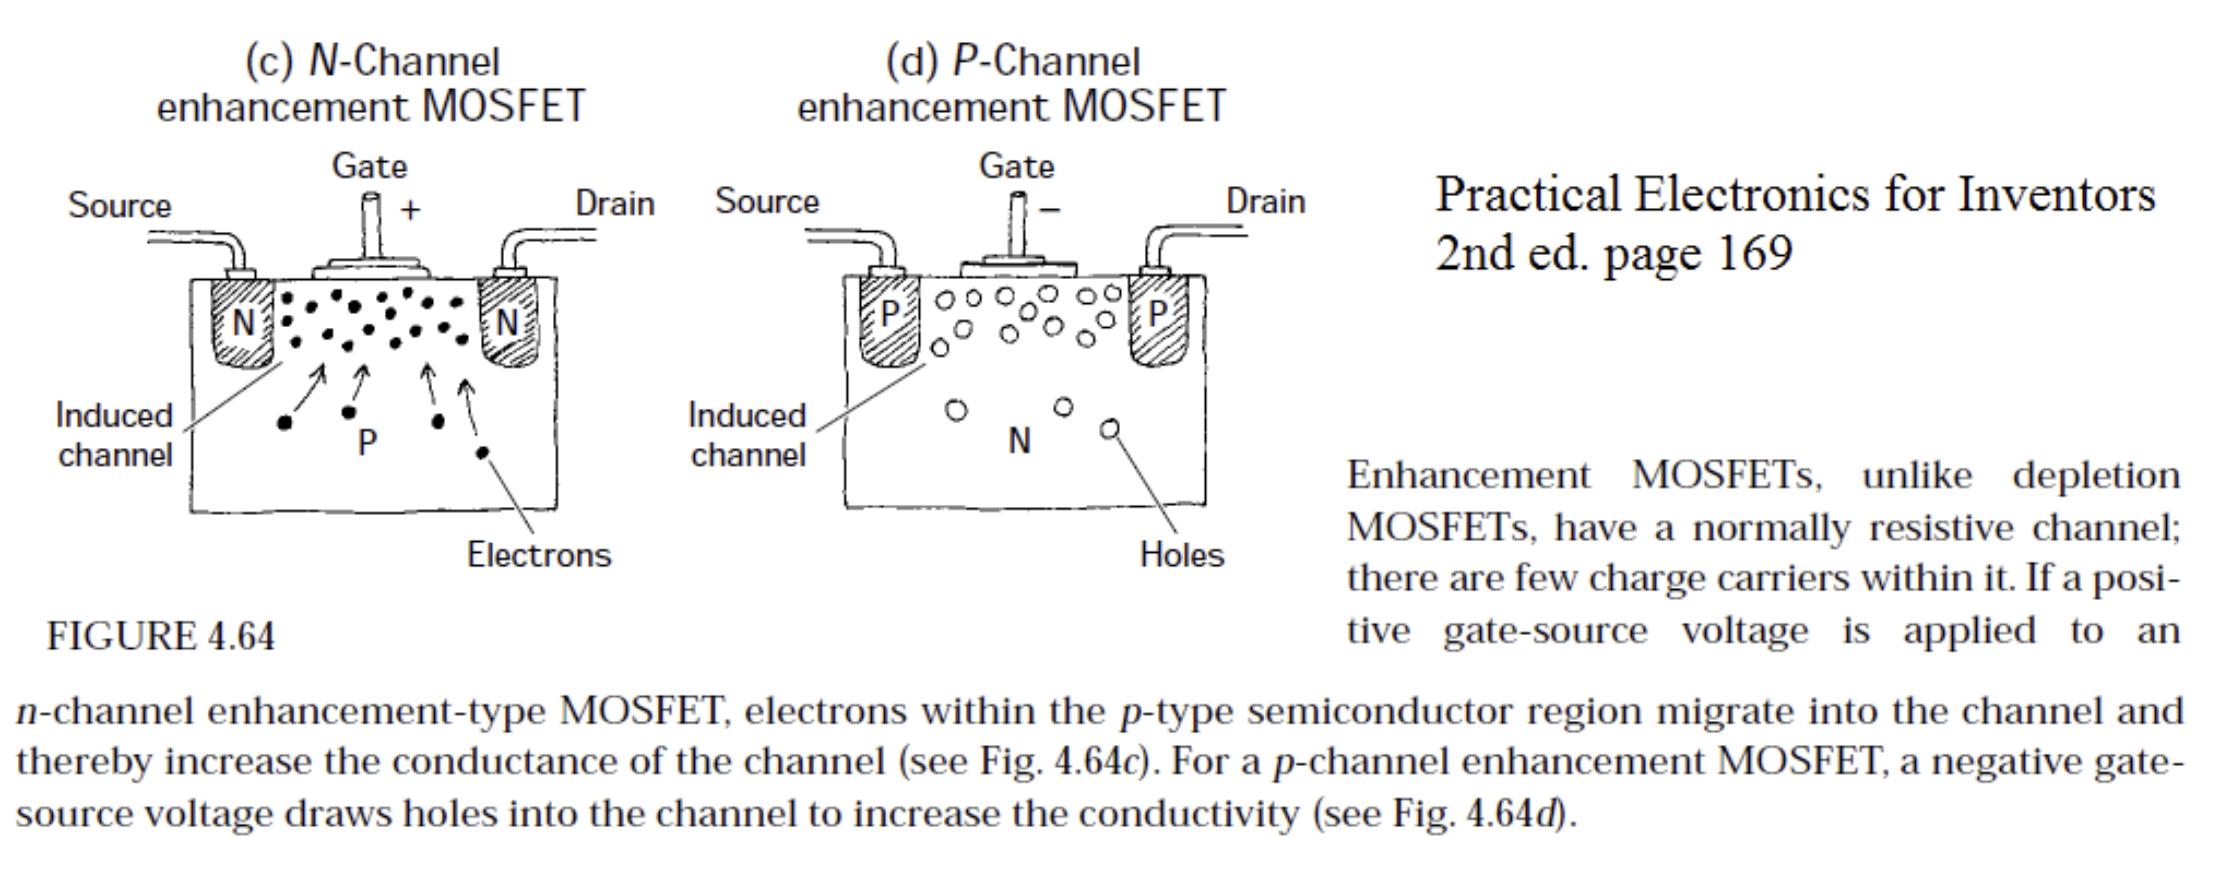 (c) N-Channel
enhancement MOSFET
Gate
Source
+
Drain
N
N
Induced
channel
P
Electrons
(d) P-Channel
enhancement MOSFET
Gate
Source
−
Drain
P
P
Induced
channel
N
Holes
Practical Electronics for Inventors
2nd ed. page 169
FIGURE 4.64
Enhancement MOSFETs, unlike depletion
MOSFETs, have a normally resistive channel;
there are few charge carriers within it. If a posi-
tive gate-source voltage is applied to an
n-channel enhancement-type MOSFET, electrons within the p-type semiconductor region migrate into the channel and
thereby increase the conductance of the channel (see Fig. 4.64c). For a p-channel enhancement MOSFET, a negative gate-
source voltage draws holes into the channel to increase the conductivity (see Fig. 4.64d).